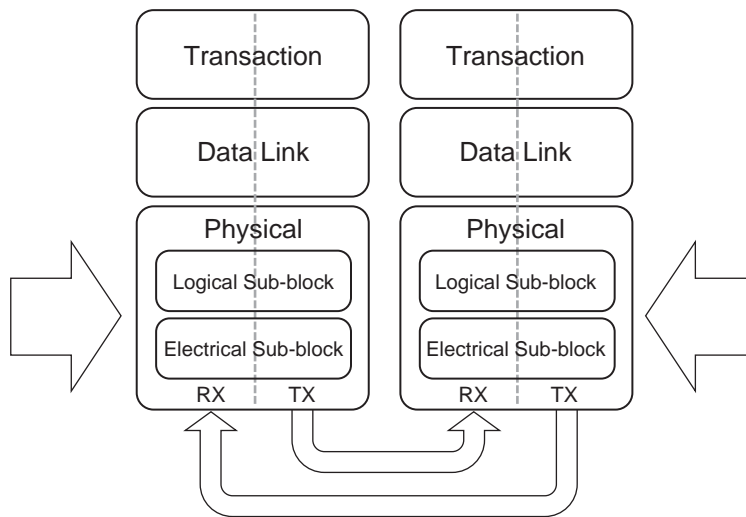 Transaction
Transaction
Data Link
Data Link
Physical
Physical
Logical Sub-block
Logical Sub-block
Electrical Sub-block
Electrical Sub-block
RX
TX
RX
TX